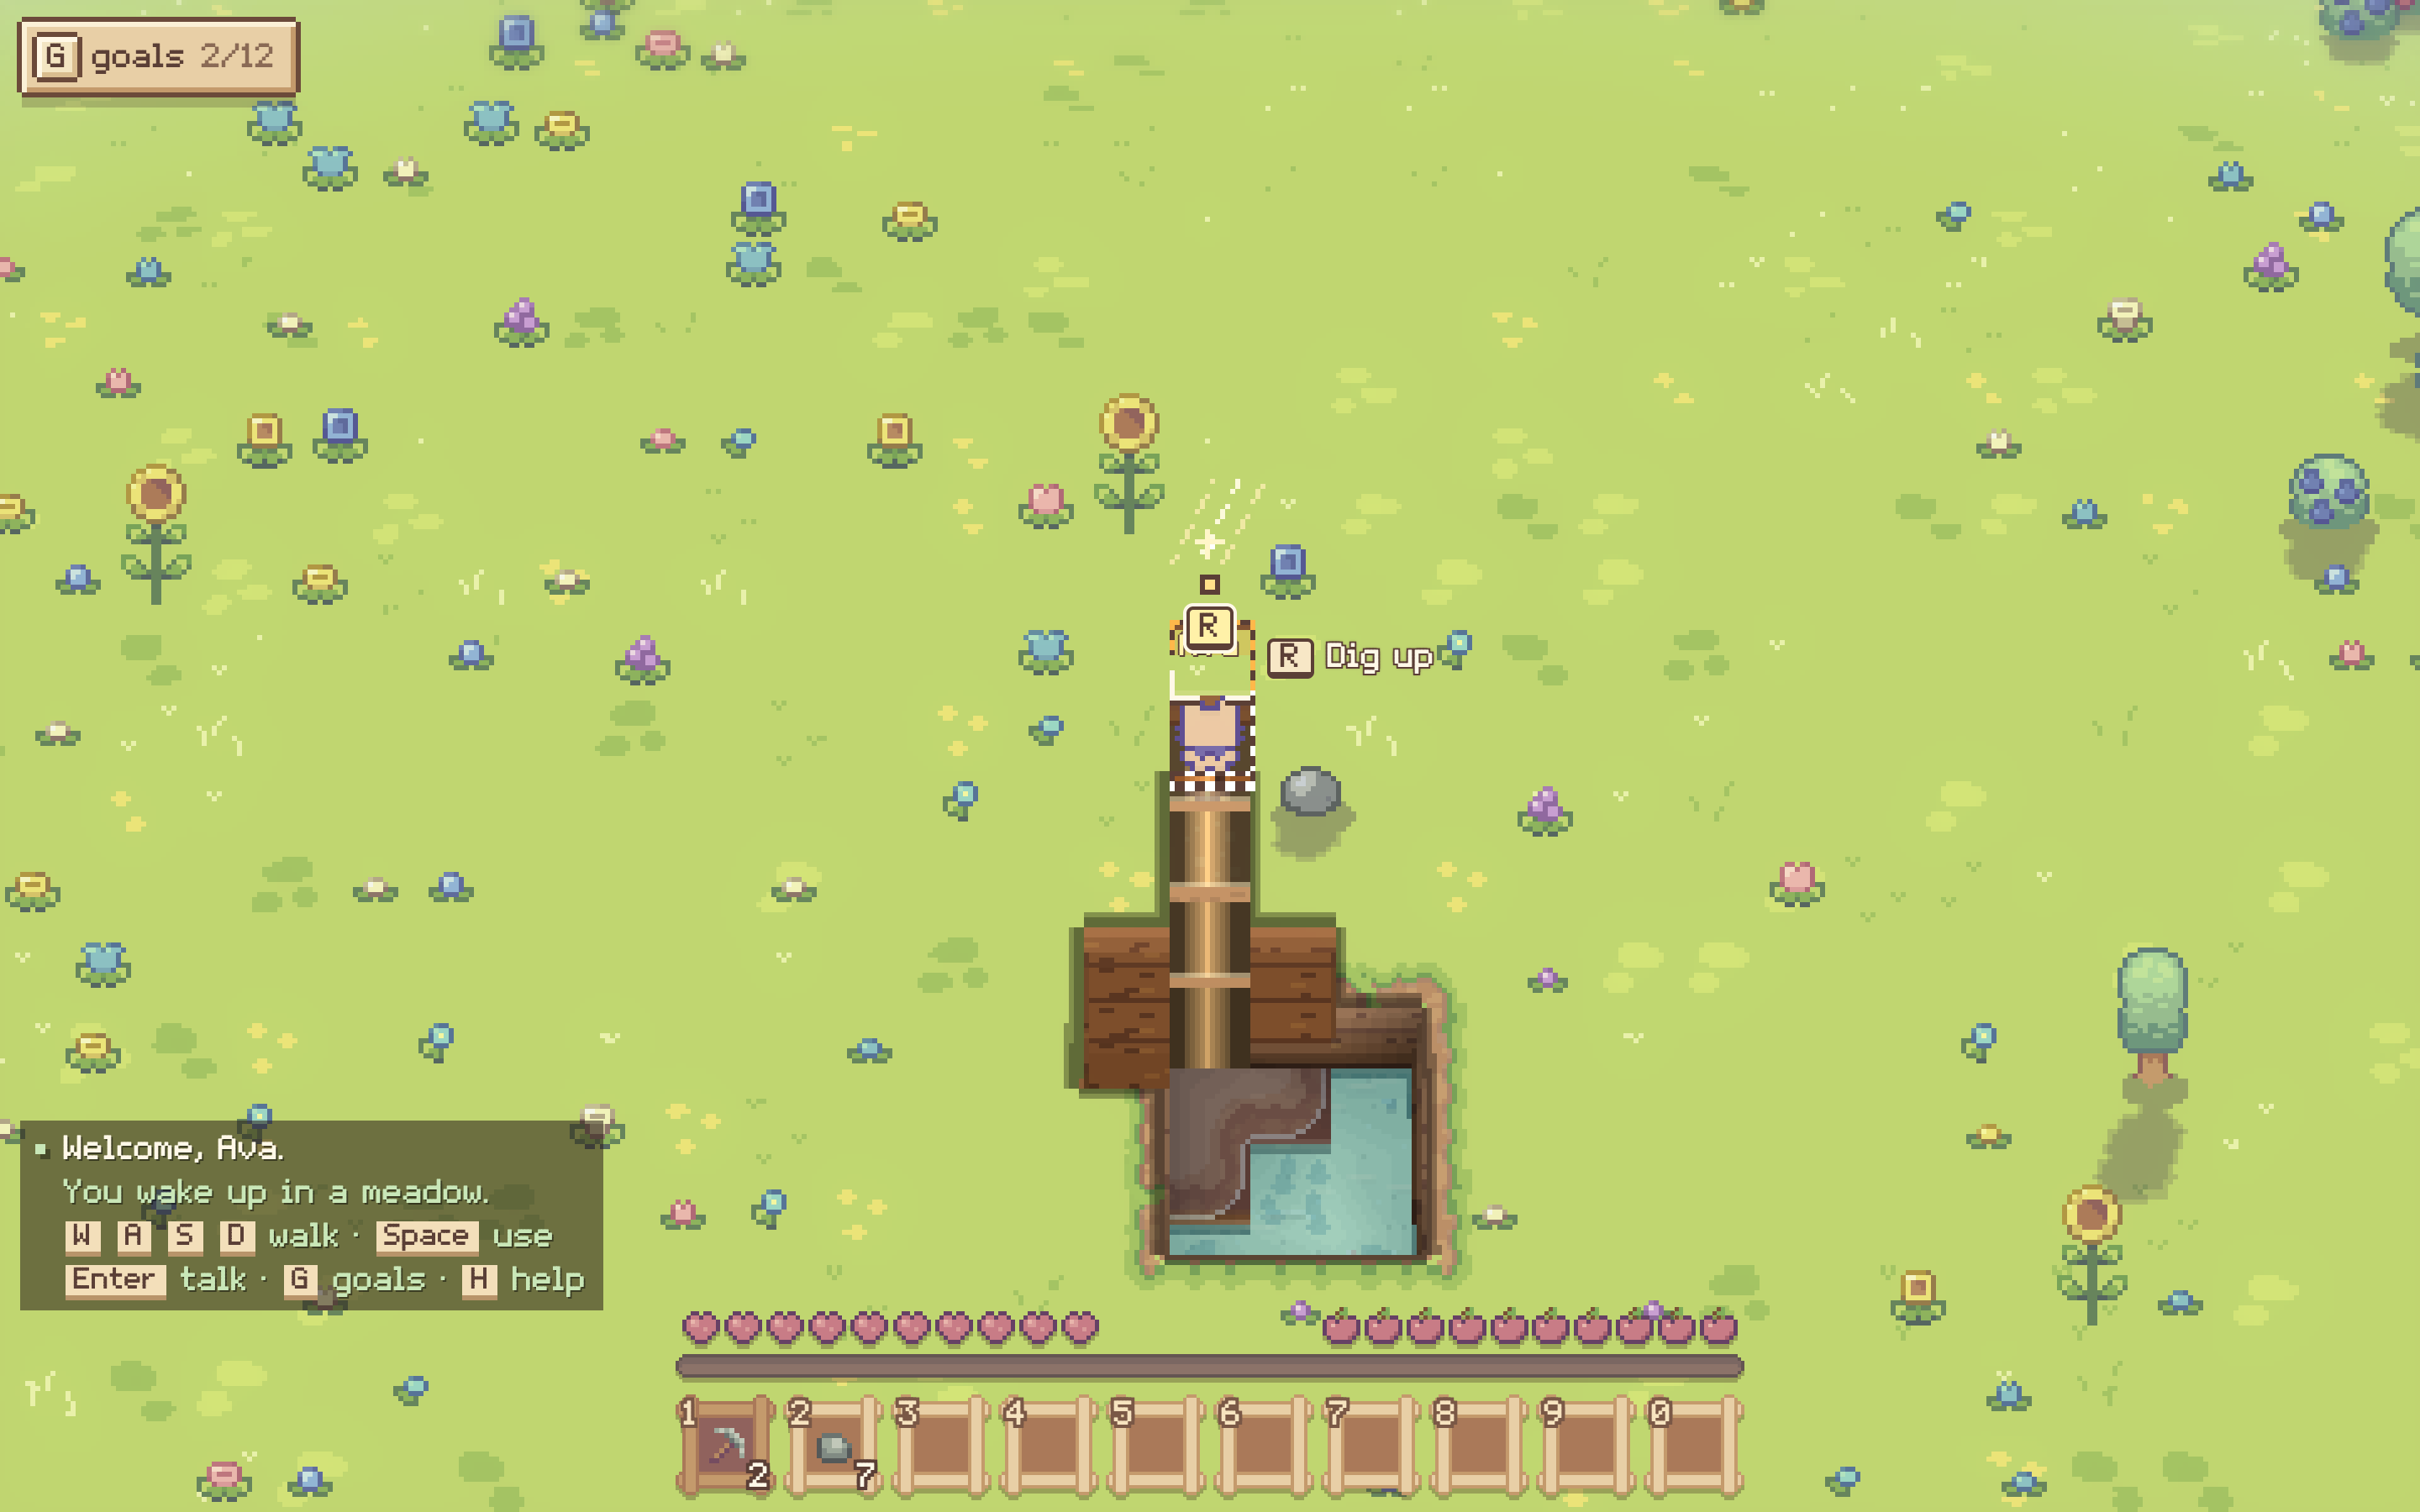 G goals 2/12
R
R Dig up
Welcome, Ava.
You wake up in a meadow.
W A S D walk · Space use
Enter talk · G goals · H help
1 2 3 4 5 6 7 8 9 0
2 7